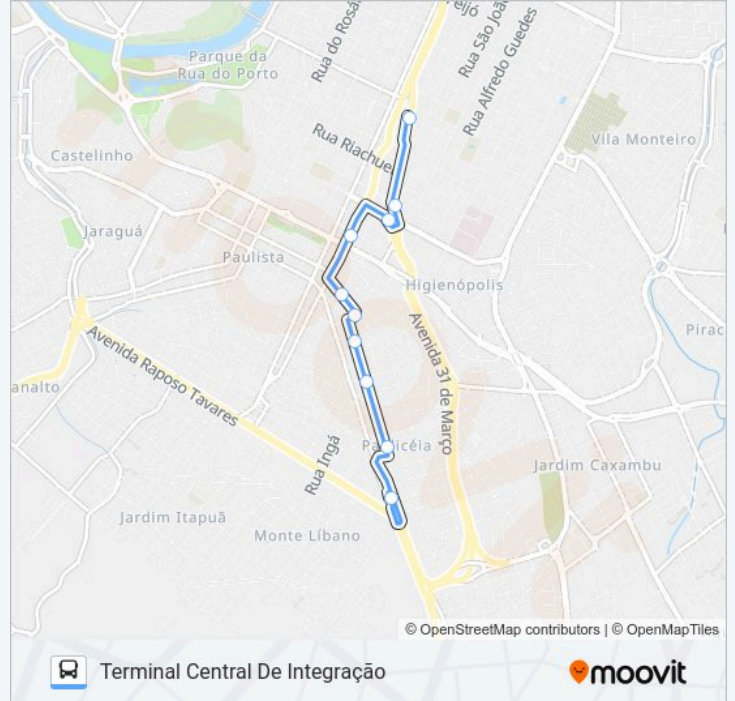 eijó
Rua São João
Rua do Rosá
Rua Alfredo Guedes
Parque da
Rua do Porto
Rua Riachue
Vila Monteiro
Castelinho
Jaraguá
Paulista
Higienópolis
Pirac
Avenida 31 de Março
Avenida Raposo Tavares
analto
Rua Ingá
Jardim Caxambu
Jardim Itapuã
Monte Líbano
© OpenStreetMap contributors | © OpenMapTiles
Terminal Central De Integração
moovit